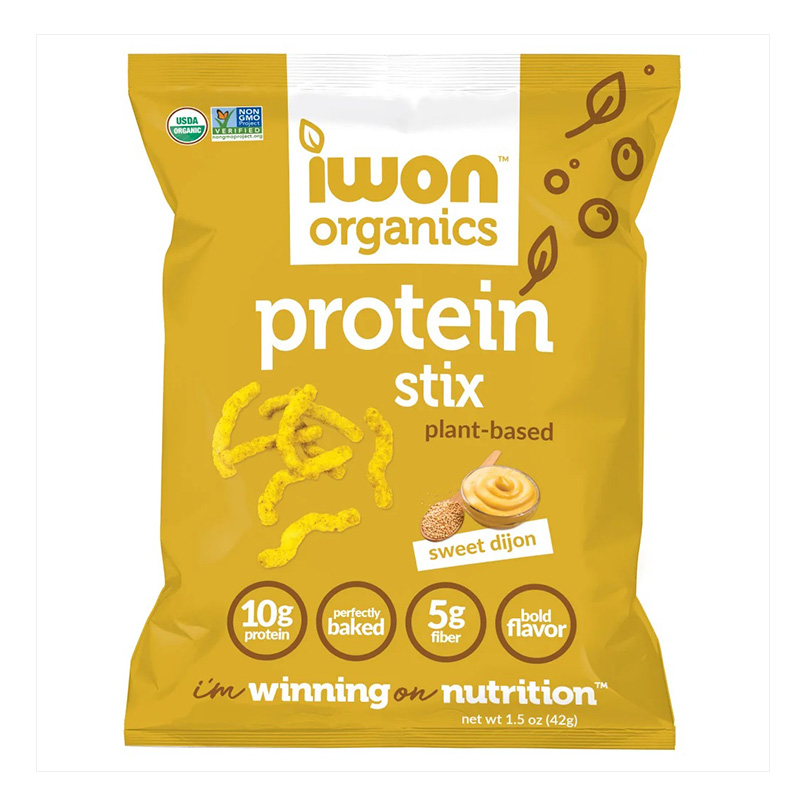 USDA
ORGANIC
NON
GMO
Project
VERIFIED
nongmoproject.org
iwon™
organics
protein
stix
plant-based
sweet dijon
10g
protein
perfectly
baked
5g
fiber
bold
flavor
i'm winning on nutrition™
net wt 1.5 oz (42g)